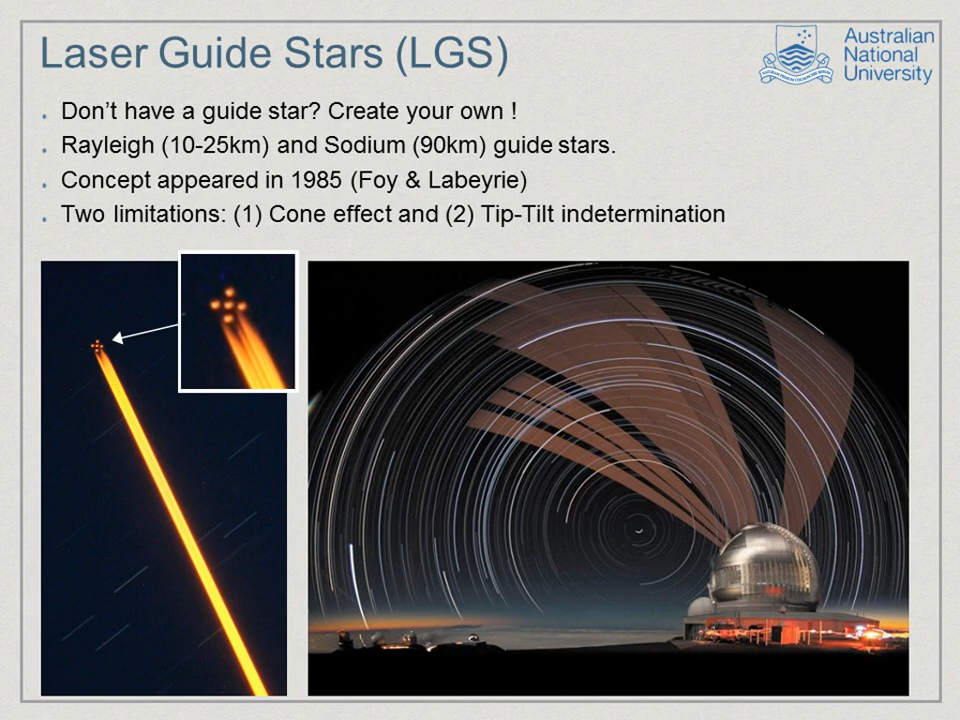 Laser Guide Stars (LGS)
Australian
National
University
Don’t have a guide star? Create your own !
Rayleigh (10-25km) and Sodium (90km) guide stars.
Concept appeared in 1985 (Foy & Labeyrie)
Two limitations: (1) Cone effect and (2) Tip-Tilt indetermination